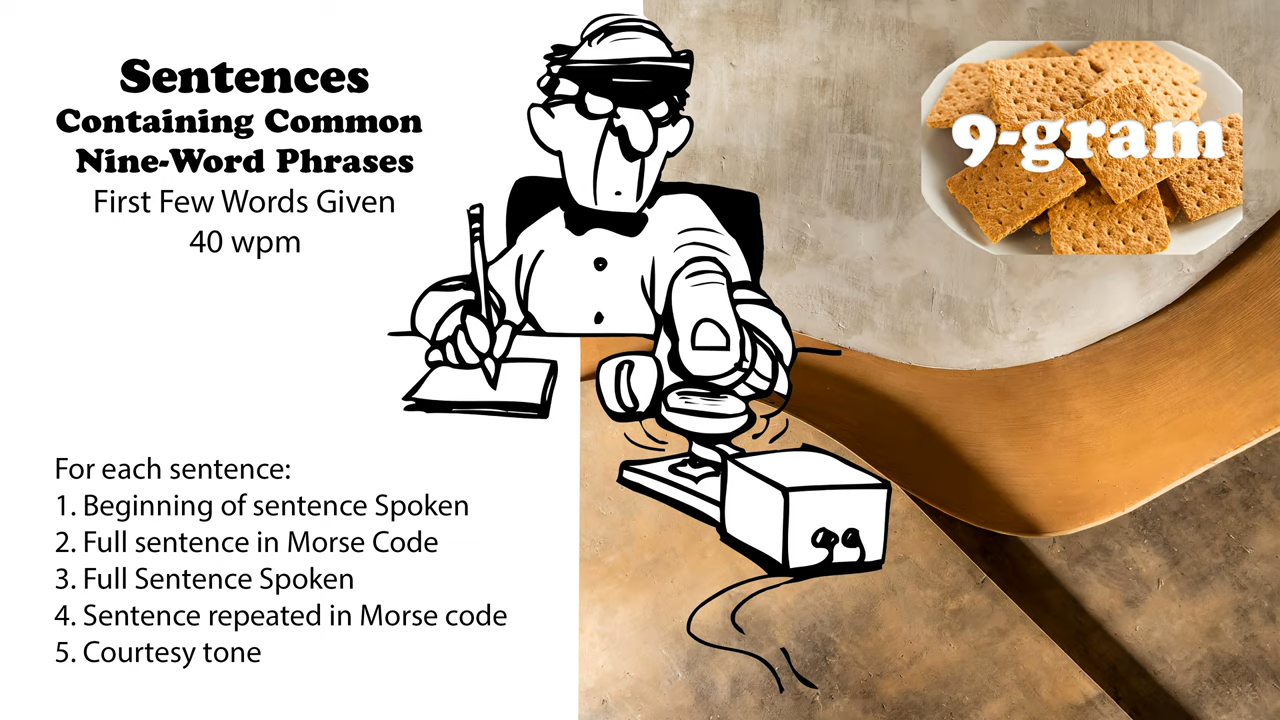 Sentences
Containing Common
Nine-Word Phrases
First Few Words Given
40 wpm
9-gram
For each sentence:
1. Beginning of sentence Spoken
2. Full sentence in Morse Code
3. Full Sentence Spoken
4. Sentence repeated in Morse code
5. Courtesy tone